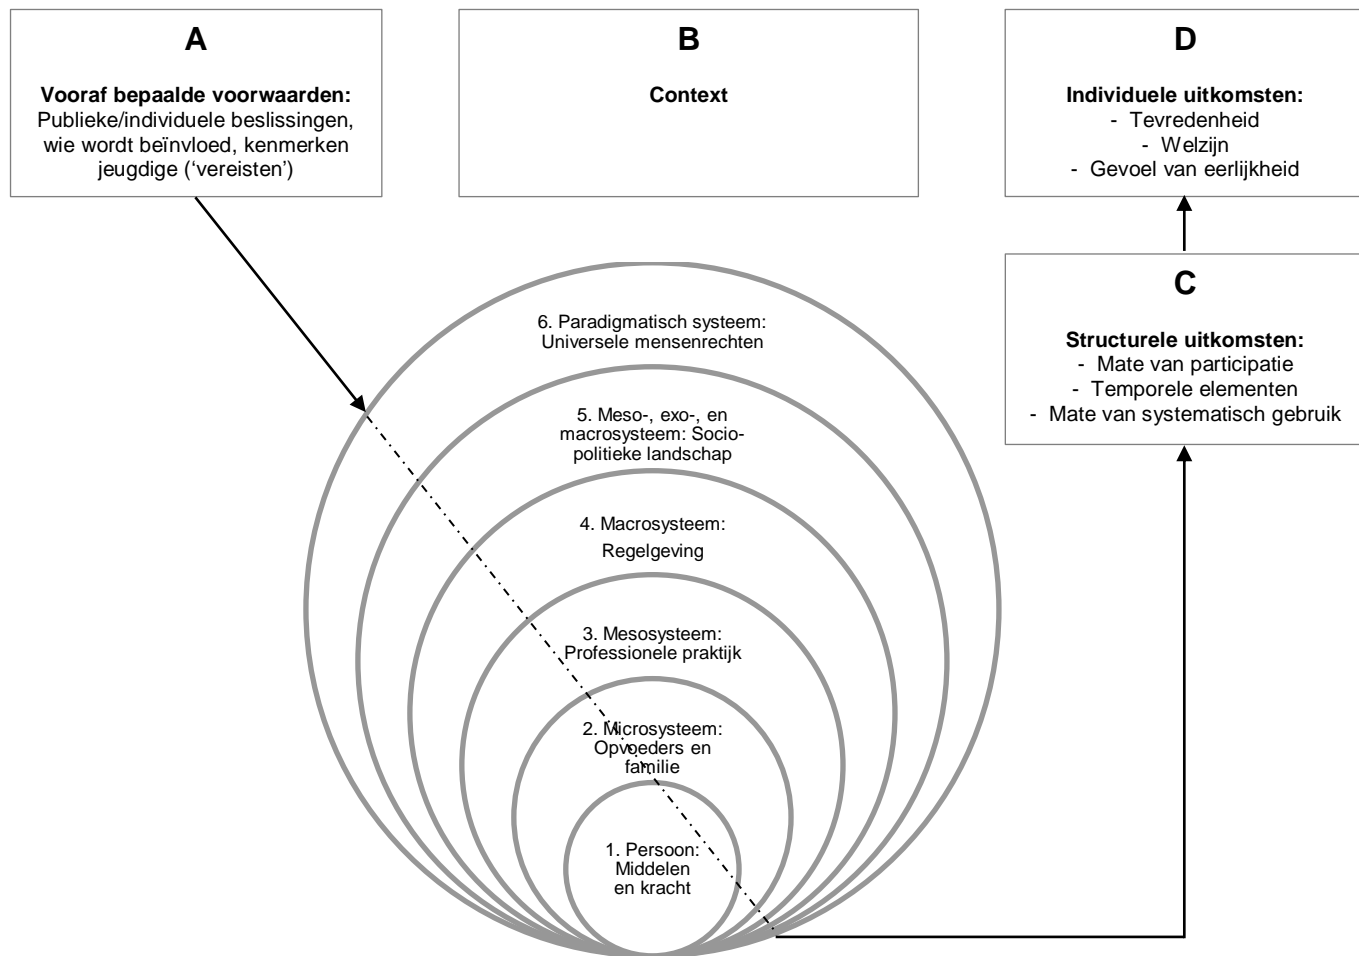 A
Vooraf bepaalde voorwaarden:
Publieke/individuele beslissingen,
wie wordt beïnvloed, kenmerken
jeugdige (‘vereisten’)
B
Context
D
Individuele uitkomsten:
- Tevredenheid
- Welzijn
- Gevoel van eerlijkheid
C
Structurele uitkomsten:
- Mate van participatie
- Temporele elementen
- Mate van systematisch gebruik
6. Paradigmatisch systeem:
Universele mensenrechten
5. Meso-, exo-, en
macrosysteem: Socio-
politieke landschap
4. Macrosysteem:
Regelgeving
3. Mesosysteem:
Professionele praktijk
2. Microsysteem:
Opvoeders en
familie
1. Persoon:
Middelen
en kracht